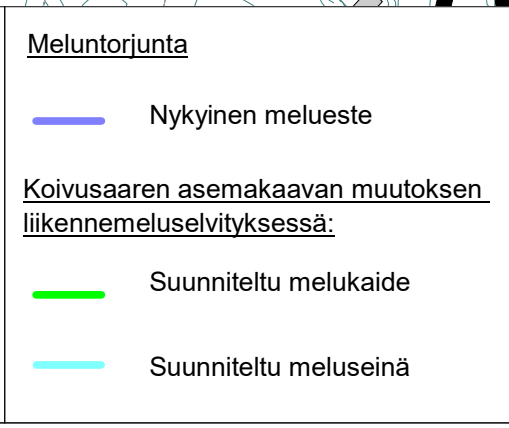 Meluntorjunta
Nykyinen melueste
Koivusaaren asemakaavan muutoksen
liikennemeluselvityksessä:
Suunniteltu melukaide
Suunniteltu meluseinä